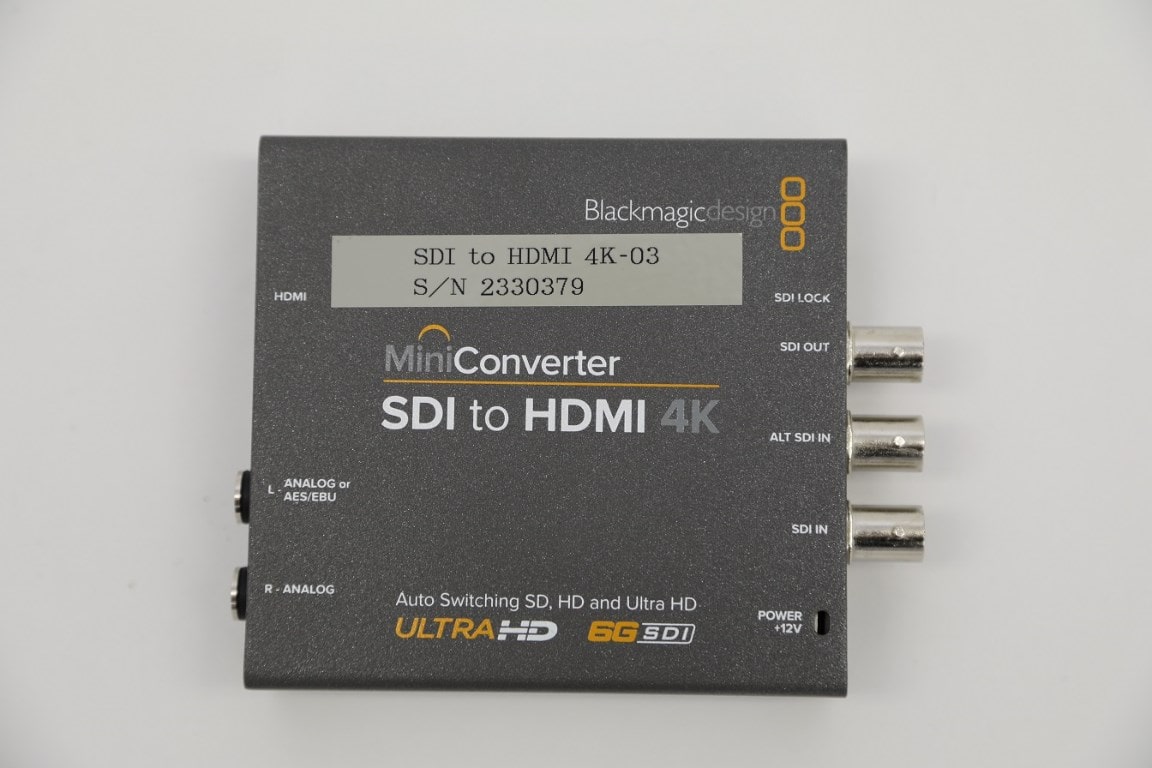 Blackmagicdesign
SDI to HDMI 4K-03
S/N 2330379
HDMI
SDI LOCK
MiniConverter
SDI OUT
SDI to HDMI 4K
ALT SDI IN
L - ANALOG or
AES/EBU
SDI IN
R - ANALOG
Auto Switching SD, HD and Ultra HD
ULTRA HD 6G SDI
POWER
+12V